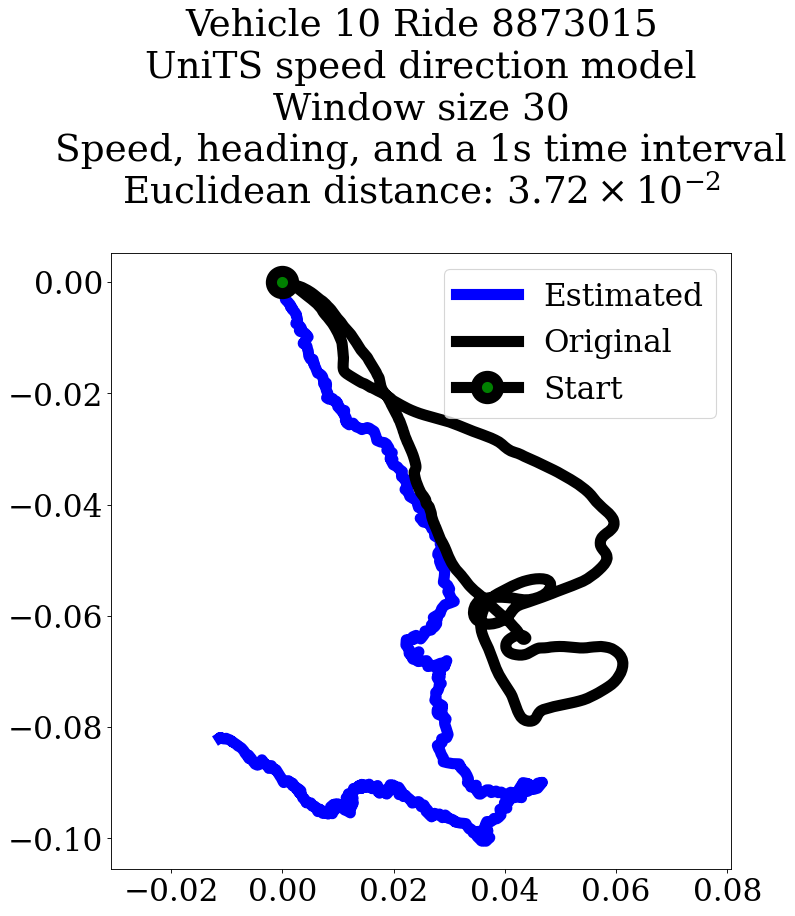 Vehicle 10 Ride 8873015
UniTS speed direction model
Window size 30
Speed, heading, and a 1s time interval
Euclidean distance: 3.72 × 10⁻²
Estimated
Original
Start
0.00
−0.02
−0.04
−0.06
−0.08
−0.10
−0.02 0.00 0.02 0.04 0.06 0.08